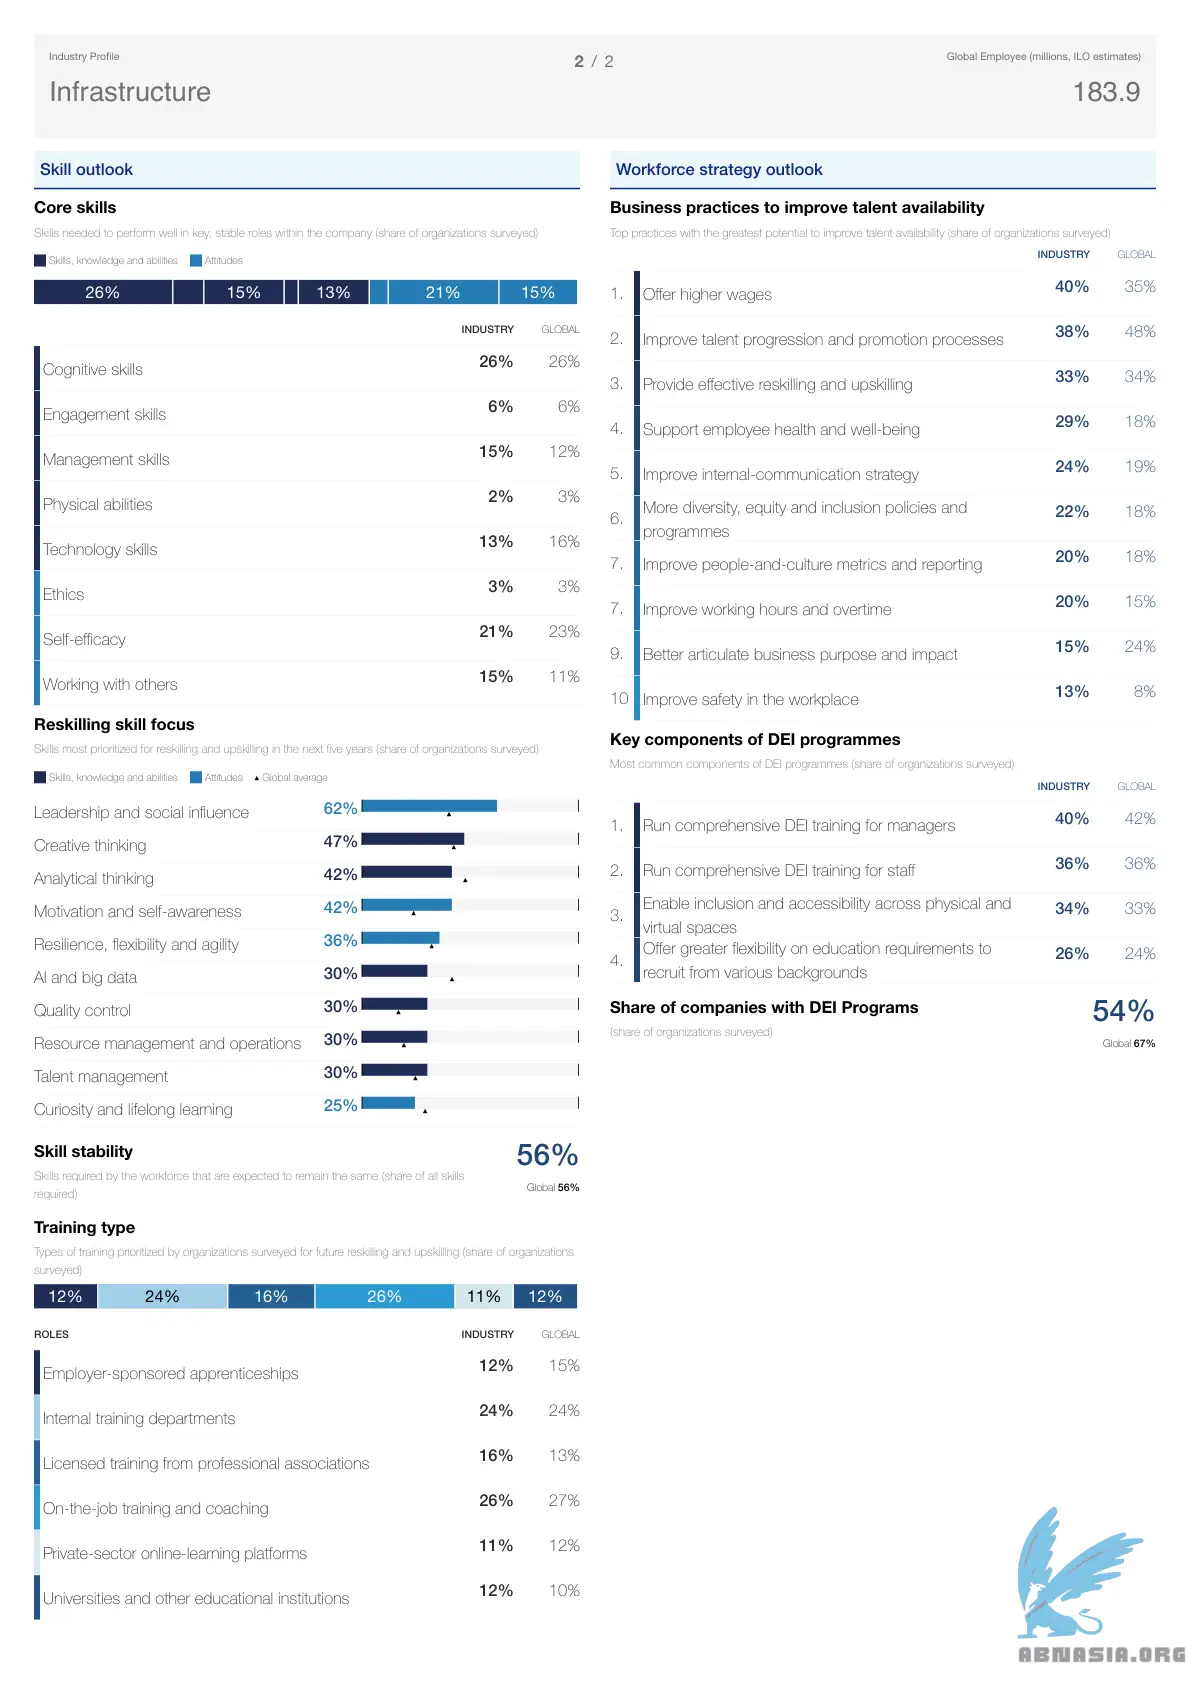 Industry Profile
2 / 2
Global Employee (millions, ILO estimates)
Infrastructure
183.9
Skill outlook
Core skills
Skills needed to perform well in key, stable roles within the company (share of organizations surveyed)
Skills, knowledge and abilities Attitudes
26% 15% 13% 21% 15%
INDUSTRY GLOBAL
Cognitive skills 26% 26%
Engagement skills 6% 6%
Management skills 15% 12%
Physical abilities 2% 3%
Technology skills 13% 16%
Ethics 3% 3%
Self-efficacy 21% 23%
Working with others 15% 11%
Reskilling skill focus
Skills most prioritized for reskilling and upskilling in the next five years (share of organizations surveyed)
Skills, knowledge and abilities Attitudes Global average
Leadership and social influence 62%
Creative thinking 47%
Analytical thinking 42%
Motivation and self-awareness 42%
Resilience, flexibility and agility 36%
AI and big data 30%
Quality control 30%
Resource management and operations 30%
Talent management 30%
Curiosity and lifelong learning 25%
Skill stability
56%
Skills required by the workforce that are expected to remain the same (share of all skills
required)
Global 56%
Training type
Types of training prioritized by organizations surveyed for future reskilling and upskilling (share of organizations
surveyed)
12% 24% 16% 26% 11% 12%
ROLES INDUSTRY GLOBAL
Employer-sponsored apprenticeships 12% 15%
Internal training departments 24% 24%
Licensed training from professional associations 16% 13%
On-the-job training and coaching 26% 27%
Private-sector online-learning platforms 11% 12%
Universities and other educational institutions 12% 10%
Workforce strategy outlook
Business practices to improve talent availability
Top practices with the greatest potential to improve talent availability (share of organizations surveyed)
INDUSTRY GLOBAL
1. Offer higher wages 40% 35%
2. Improve talent progression and promotion processes 38% 48%
3. Provide effective reskilling and upskilling 33% 34%
4. Support employee health and well-being 29% 18%
5. Improve internal-communication strategy 24% 19%
6. More diversity, equity and inclusion policies and
programmes 22% 18%
7. Improve people-and-culture metrics and reporting 20% 18%
7. Improve working hours and overtime 20% 15%
9. Better articulate business purpose and impact 15% 24%
10 Improve safety in the workplace 13% 8%
Key components of DEI programmes
Most common components of DEI programmes (share of organizations surveyed)
INDUSTRY GLOBAL
1. Run comprehensive DEI training for managers 40% 42%
2. Run comprehensive DEI training for staff 36% 36%
3. Enable inclusion and accessibility across physical and
virtual spaces 34% 33%
4. Offer greater flexibility on education requirements to
recruit from various backgrounds 26% 24%
Share of companies with DEI Programs
54%
(share of organizations surveyed)
Global 67%
ABNASIA.ORG